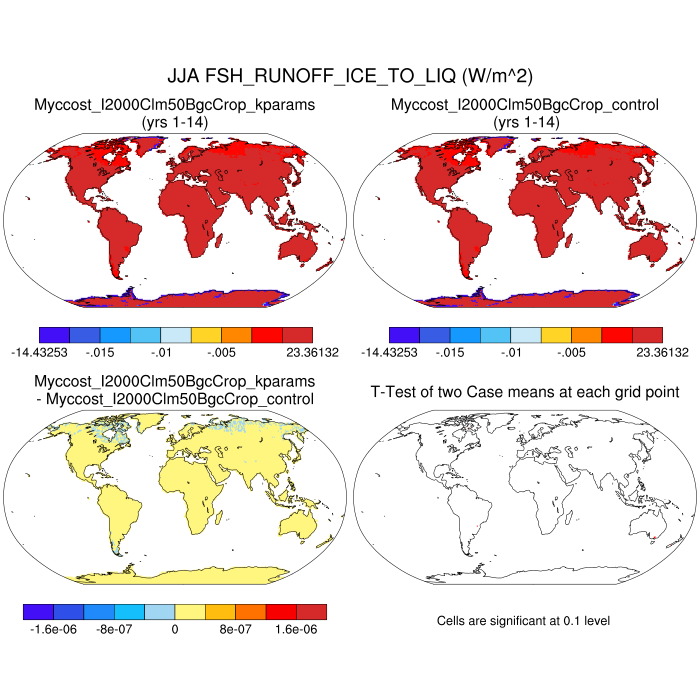 JJA FSH_RUNOFF_ICE_TO_LIQ (W/m^2)
Myccost_I2000Clm50BgcCrop_kparams
(yrs 1-14)
Myccost_I2000Clm50BgcCrop_control
(yrs 1-14)
-14.43253 -.015 -.01 -.005 23.36132
-14.43253 -.015 -.01 -.005 23.36132
Myccost_I2000Clm50BgcCrop_kparams
- Myccost_I2000Clm50BgcCrop_control
T-Test of two Case means at each grid point
-1.6e-06 -8e-07 0 8e-07 1.6e-06
Cells are significant at 0.1 level